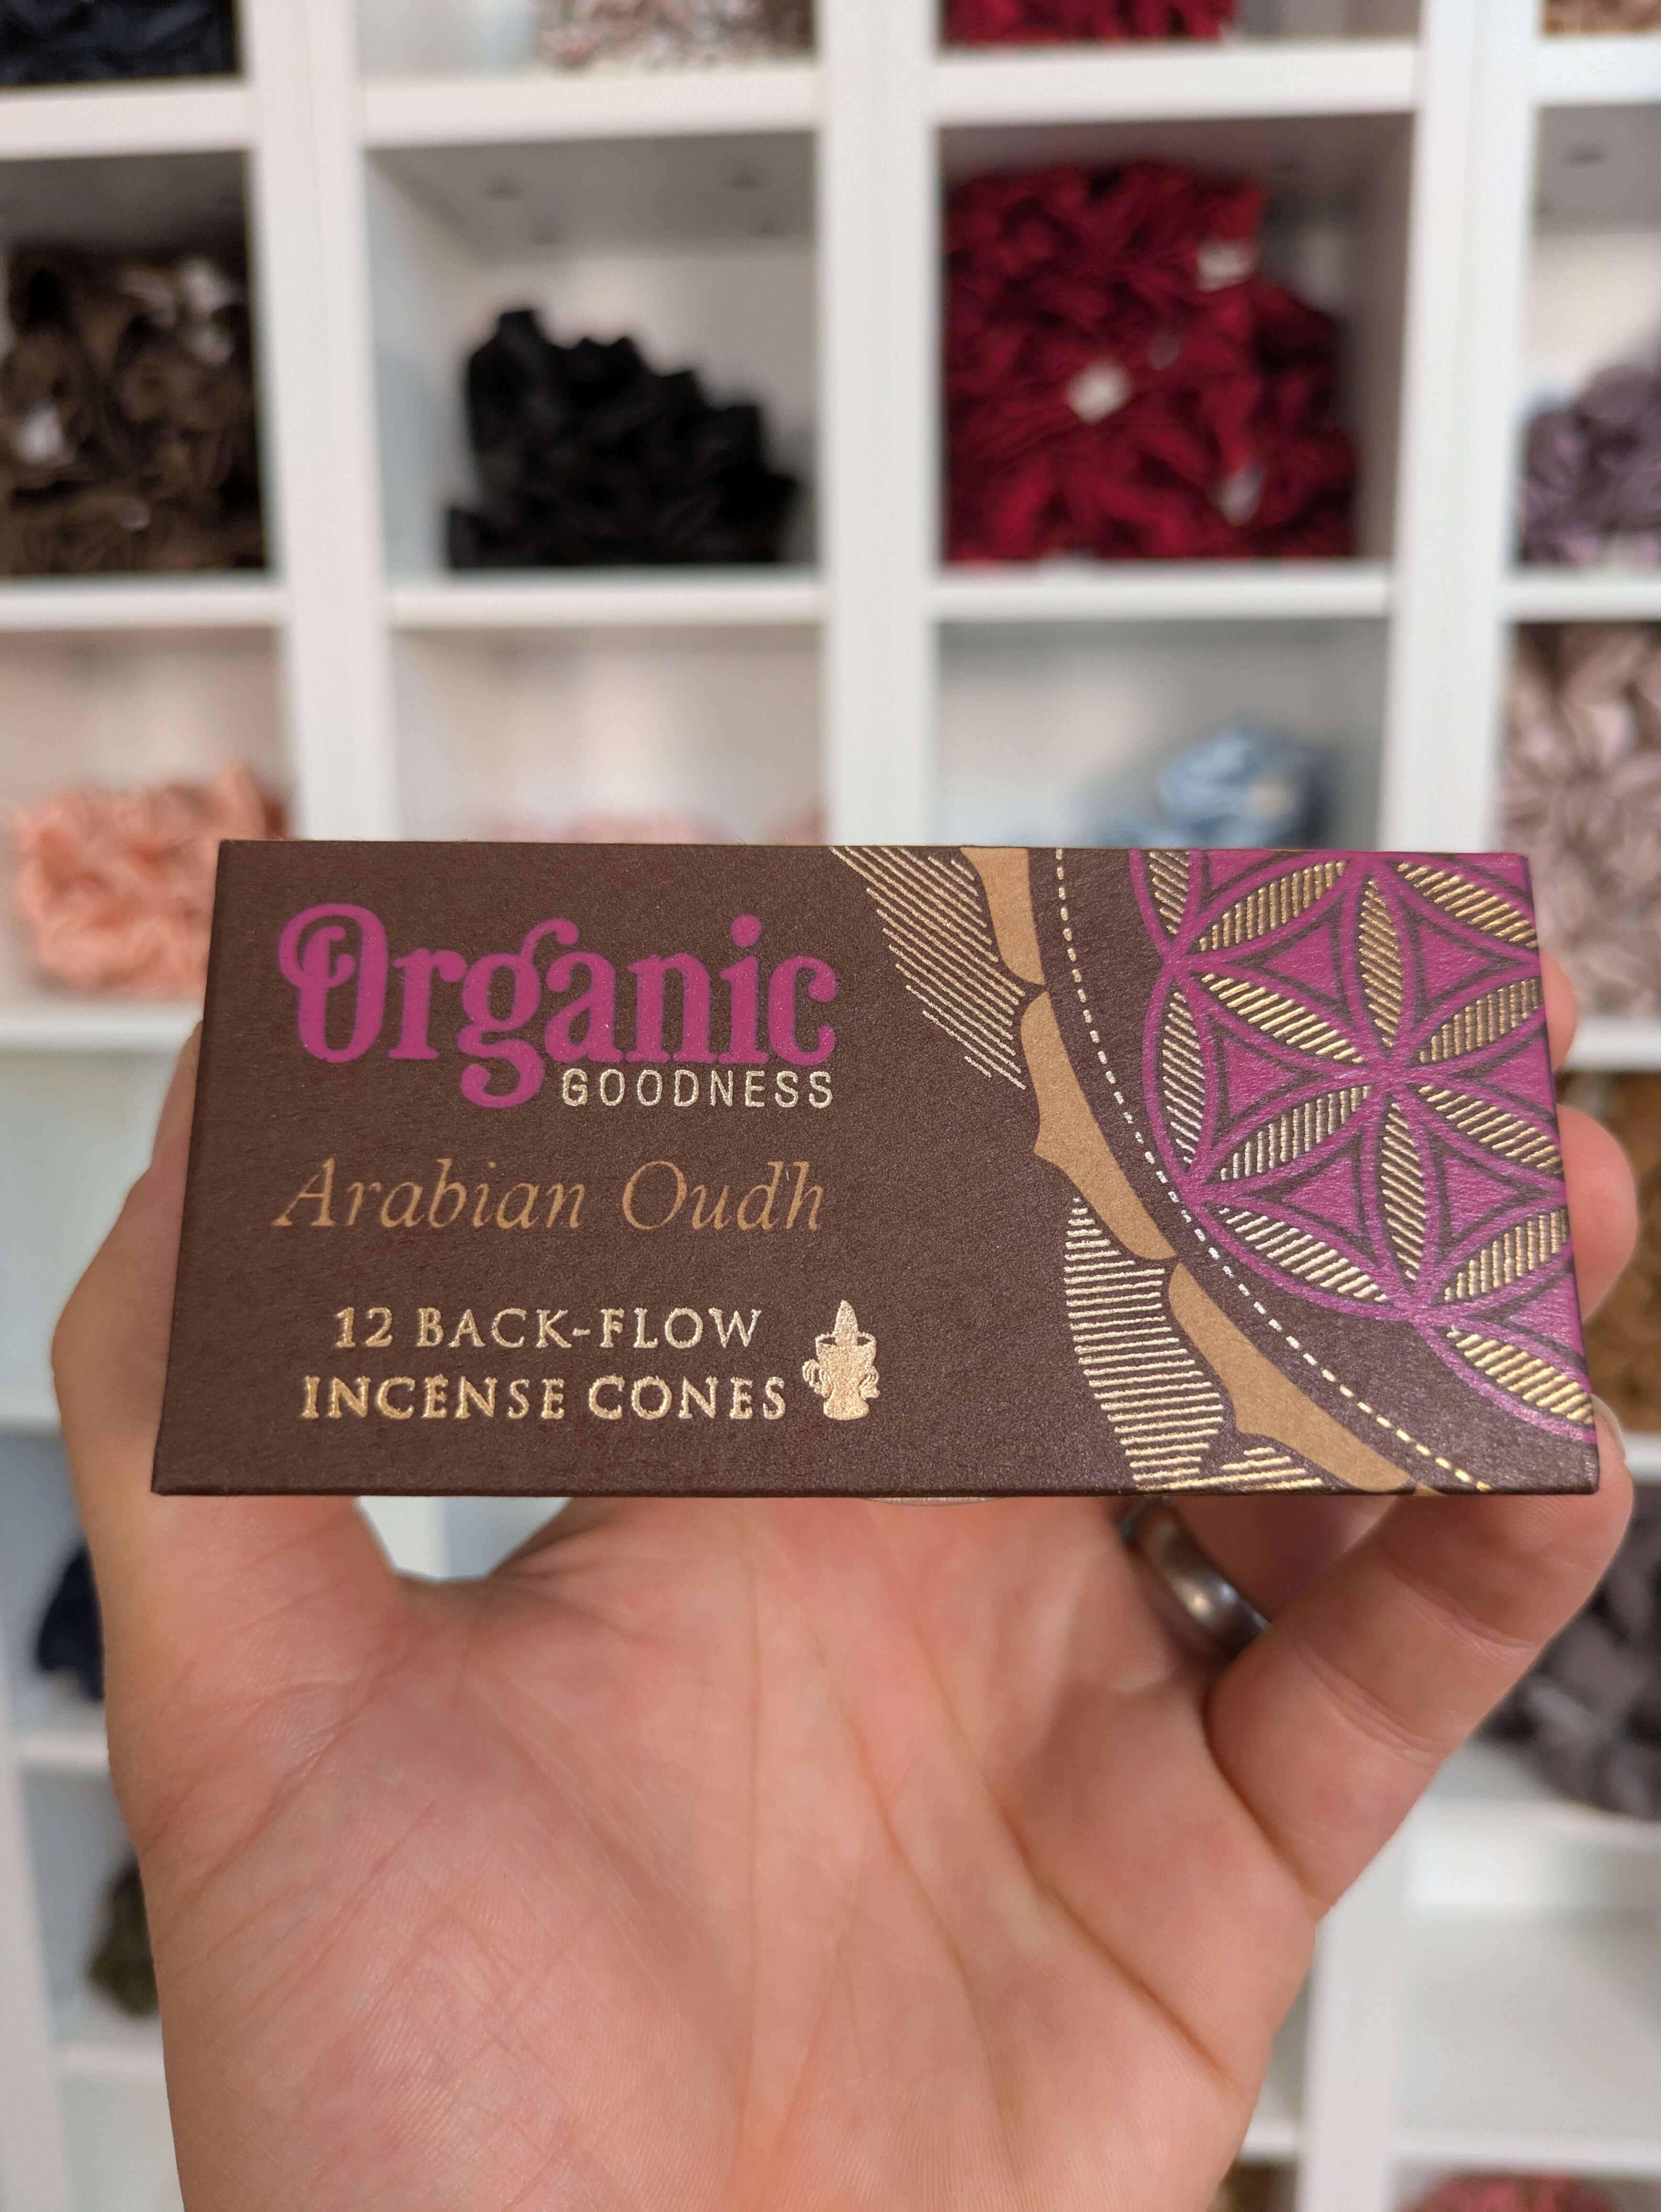 Organic
GOODNESS
Arabian Oudh
12 BACK-FLOW
INCENSE CONES